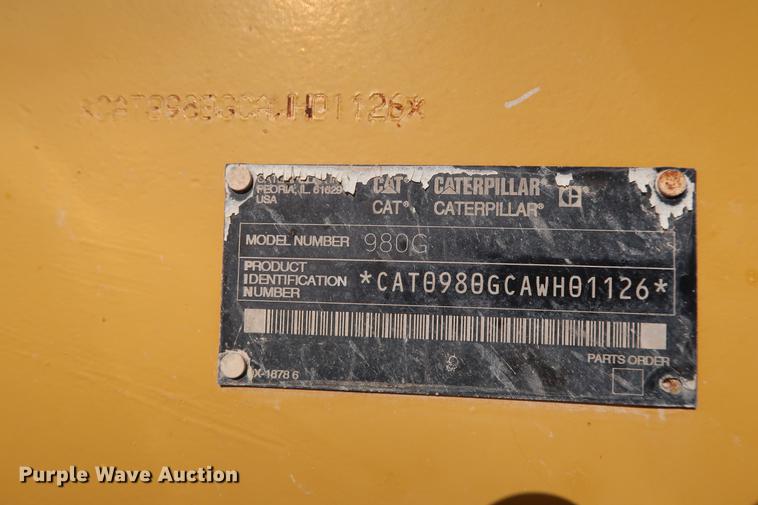 *CAT0980GCAWH01126*
PEORIA, IL 61629
USA
CAT CATERPILLAR
CAT® CATERPILLAR®
MODEL NUMBER 980G
PRODUCT
IDENTIFICATION
NUMBER
*CAT0980GCAWH01126*
PARTS ORDER
Purple Wave Auction